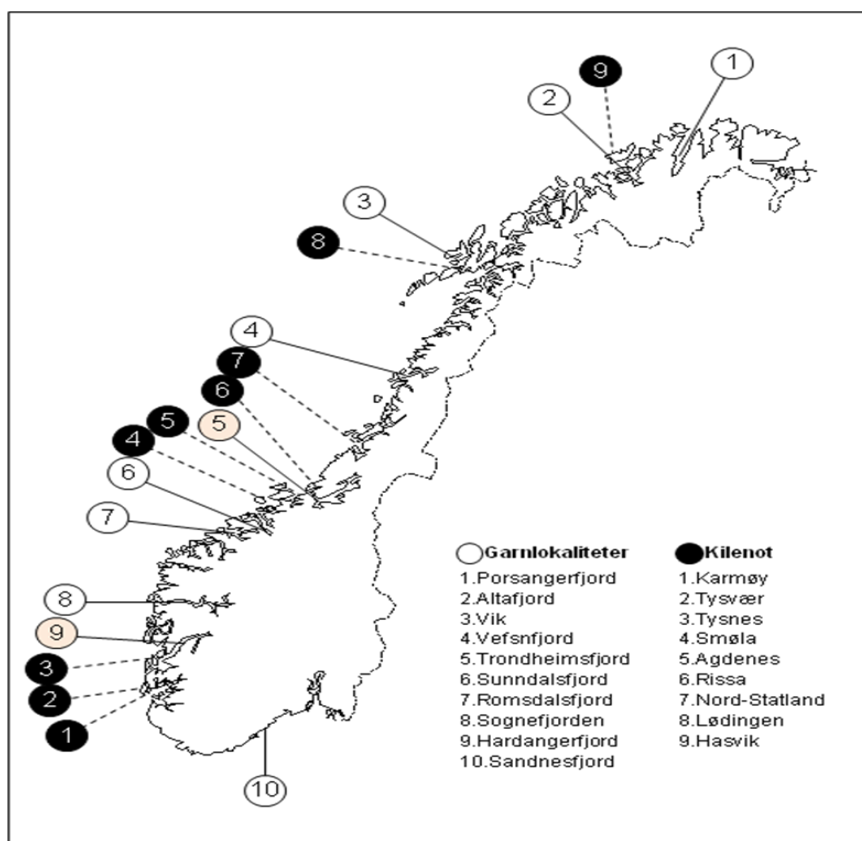 9
1
2
3
8
4
7
6
5
5
4
6
7
8
9
3
2
1
10
Garnlokaliteter
1.Porsangerfjord
2.Altafjord
3.Vik
4.Vefsnfjord
5.Trondheimsfjord
6.Sunndalsfjord
7.Romsdalsfjord
8.Sognefjorden
9.Hardangerfjord
10.Sandnesfjord
Kilenot
1.Karmøy
2.Tysvær
3.Tysnes
4.Smøla
5.Agdenes
6.Rissa
7.Nord-Statland
8.Lødingen
9.Hasvik